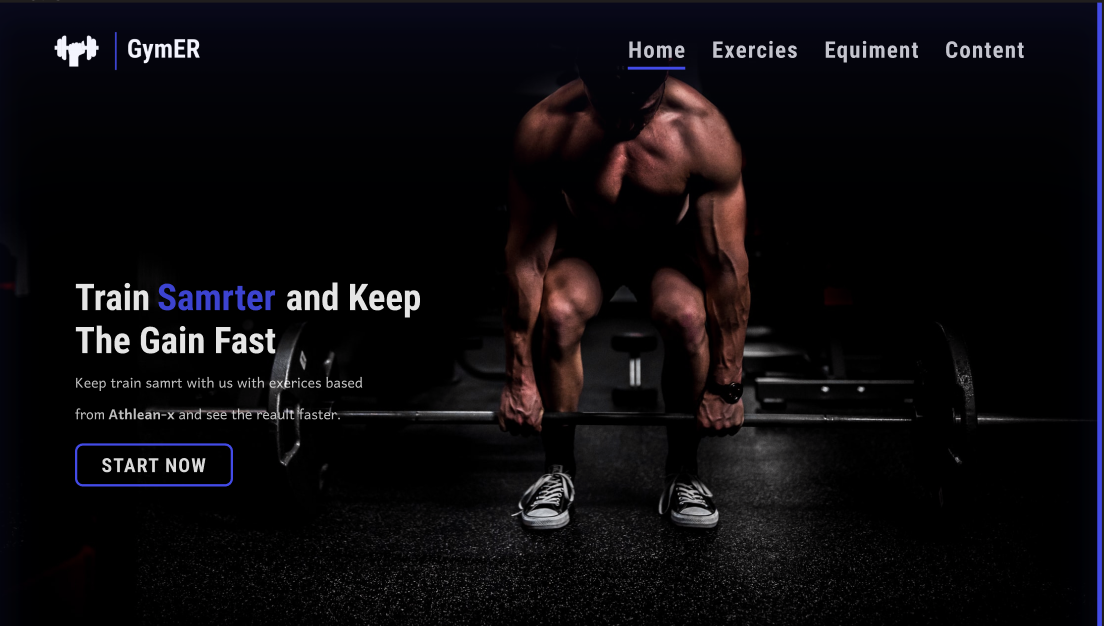 GymER
Home Exercies Equiment Content
Train Samrter and Keep
The Gain Fast
Keep train samrt with us with exerices based
from Athlean-x and see the reault faster.
START NOW